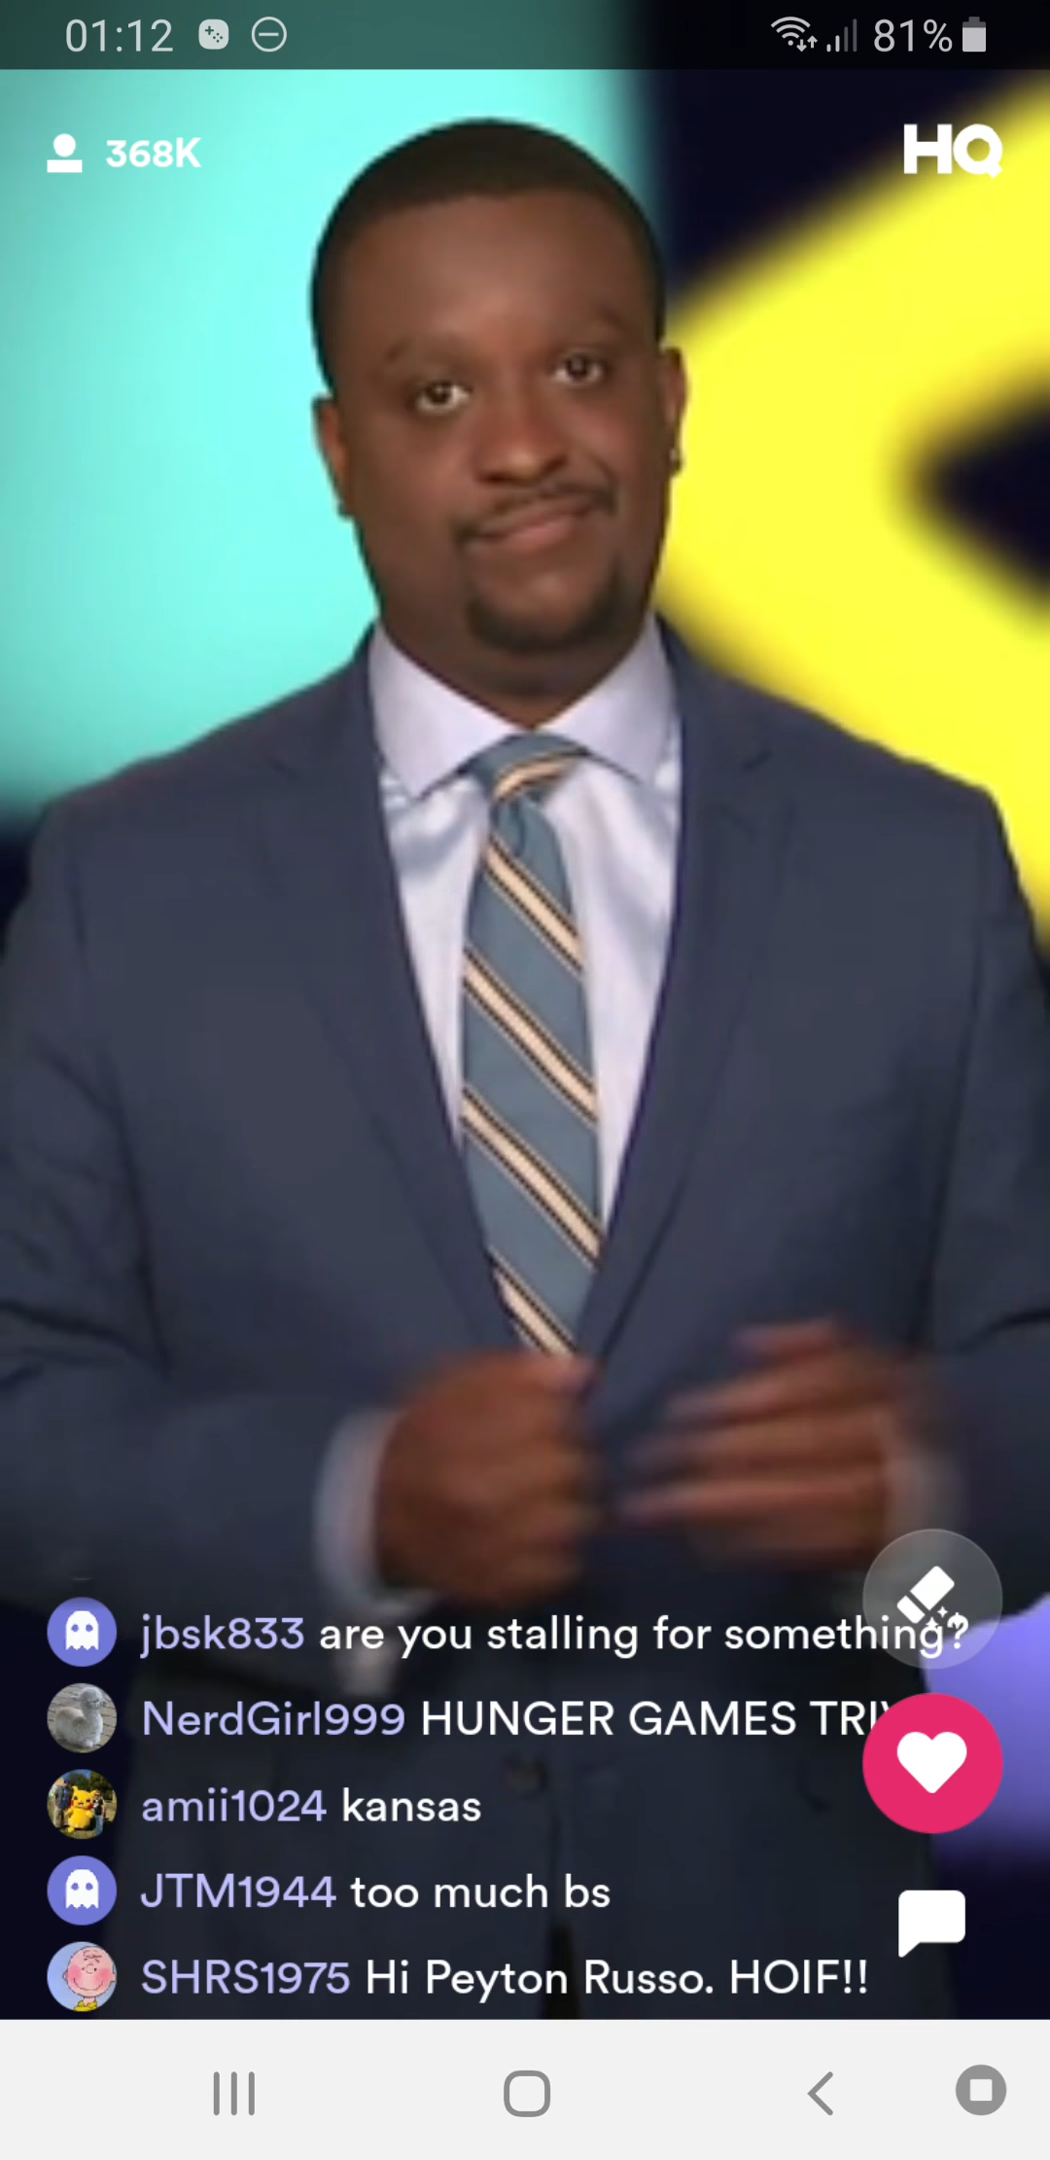 01:12 81%
368K HQ
jbsk833 are you stalling for something?
NerdGirl999 HUNGER GAMES TRI
amii1024 kansas
JTM1944 too much bs
SHRS1975 Hi Peyton Russo. HOIF!!